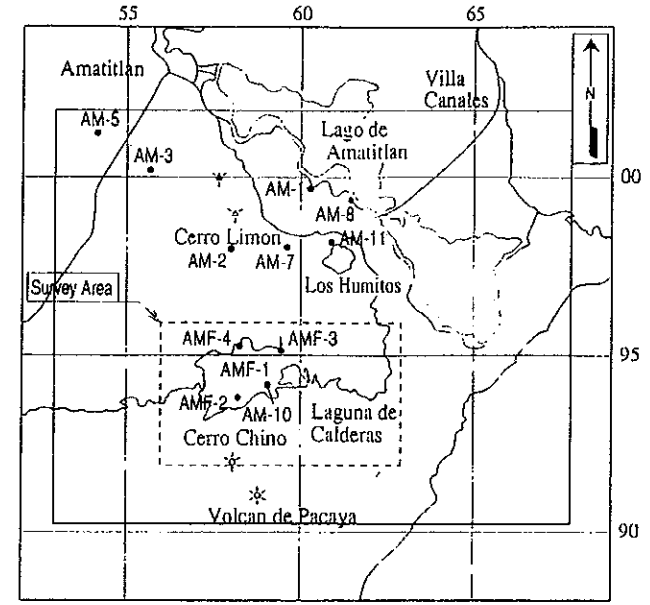 55 60 65
Amatitlan
Villa
Canales
N
AM-5
Lago de
Amatitlan
AM-3
00
AM-1
AM-8
Cerro Limon
AM-11
AM-2
AM-7
Los Humitos
Survey Area
AMF-4
AMF-3
95
AMF-1
AMF-2
AM-10
Laguna de
Calderas
Cerro Chino
Volcan de Pacaya
90